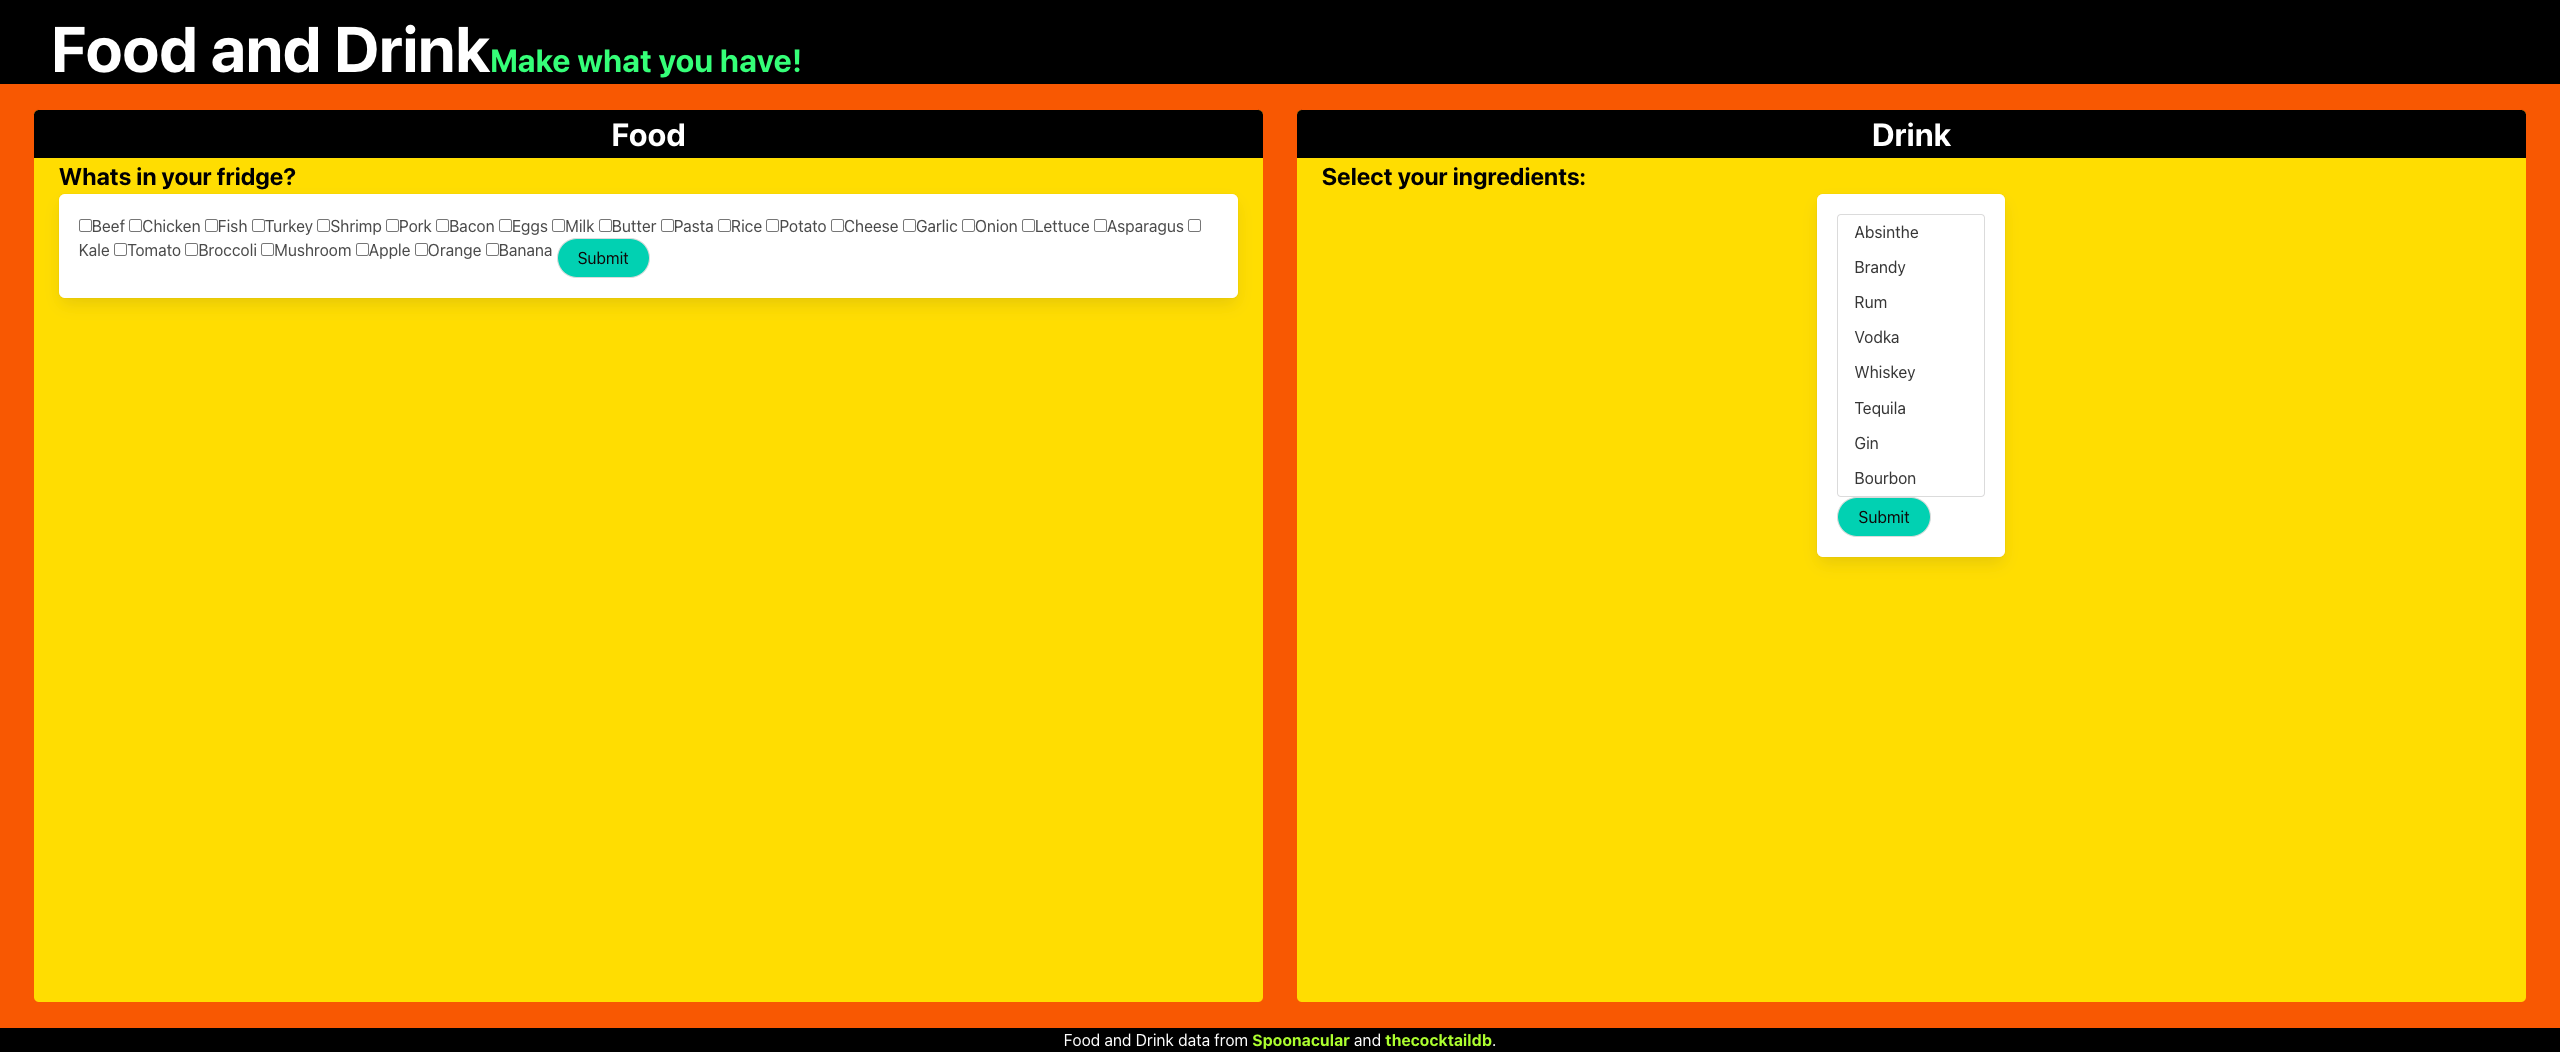 Food and Drink Make what you have!
Food
Whats in your fridge?
Beef Chicken Fish Turkey Shrimp Pork Bacon Eggs Milk Butter Pasta Rice Potato Cheese Garlic Onion Lettuce Asparagus
Kale Tomato Broccoli Mushroom Apple Orange Banana Submit
Drink
Select your ingredients:
Absinthe
Brandy
Rum
Vodka
Whiskey
Tequila
Gin
Bourbon
Submit
Food and Drink data from Spoonacular and thecocktaildb.